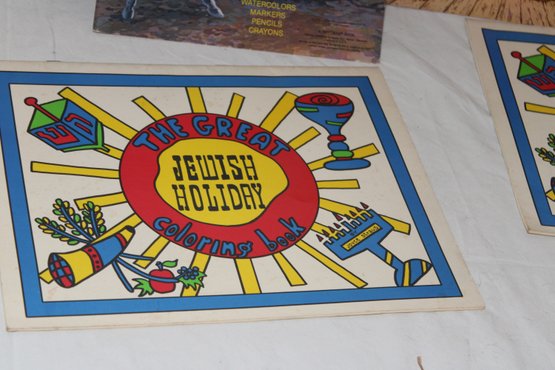 WATERCOLORS
MARKERS
PENCILS
CRAYONS
THE GREAT
JEWISH
HOLIDAY
coloring book